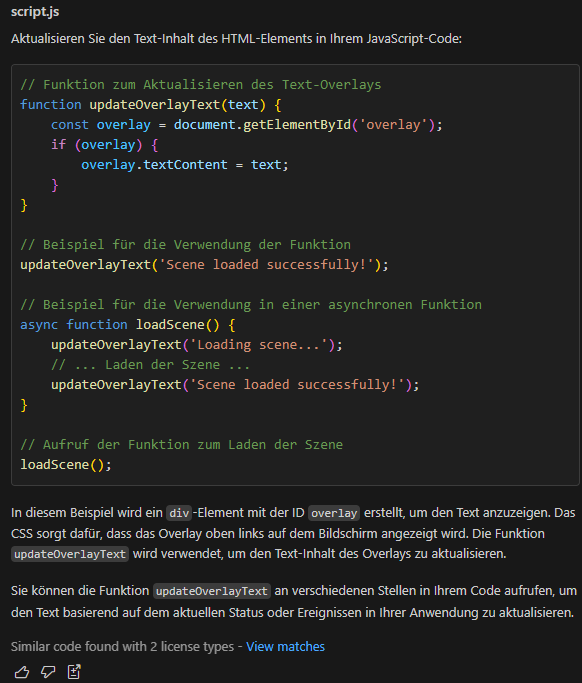 script.js
Aktualisieren Sie den Text-Inhalt des HTML-Elements in Ihrem JavaScript-Code:
// Funktion zum Aktualisieren des Text-Overlays
function updateOverlayText(text) {
    const overlay = document.getElementById('overlay');
    if (overlay) {
        overlay.textContent = text;
    }
}
// Beispiel für die Verwendung der Funktion
updateOverlayText('Scene loaded successfully!');
// Beispiel für die Verwendung in einer asynchronen Funktion
async function loadScene() {
    updateOverlayText('Loading scene...');
    // ... Laden der Szene ...
    updateOverlayText('Scene loaded successfully!');
}
// Aufruf der Funktion zum Laden der Szene
loadScene();
In diesem Beispiel wird ein div-Element mit der ID overlay erstellt, um den Text anzuzeigen. Das
CSS sorgt dafür, dass das Overlay oben links auf dem Bildschirm angezeigt wird. Die Funktion
updateOverlayText wird verwendet, um den Text-Inhalt des Overlays zu aktualisieren.
Sie können die Funktion updateOverlayText an verschiedenen Stellen in Ihrem Code aufrufen, um
den Text basierend auf dem aktuellen Status oder Ereignissen in Ihrer Anwendung zu aktualisieren.
Similar code found with 2 license types - View matches